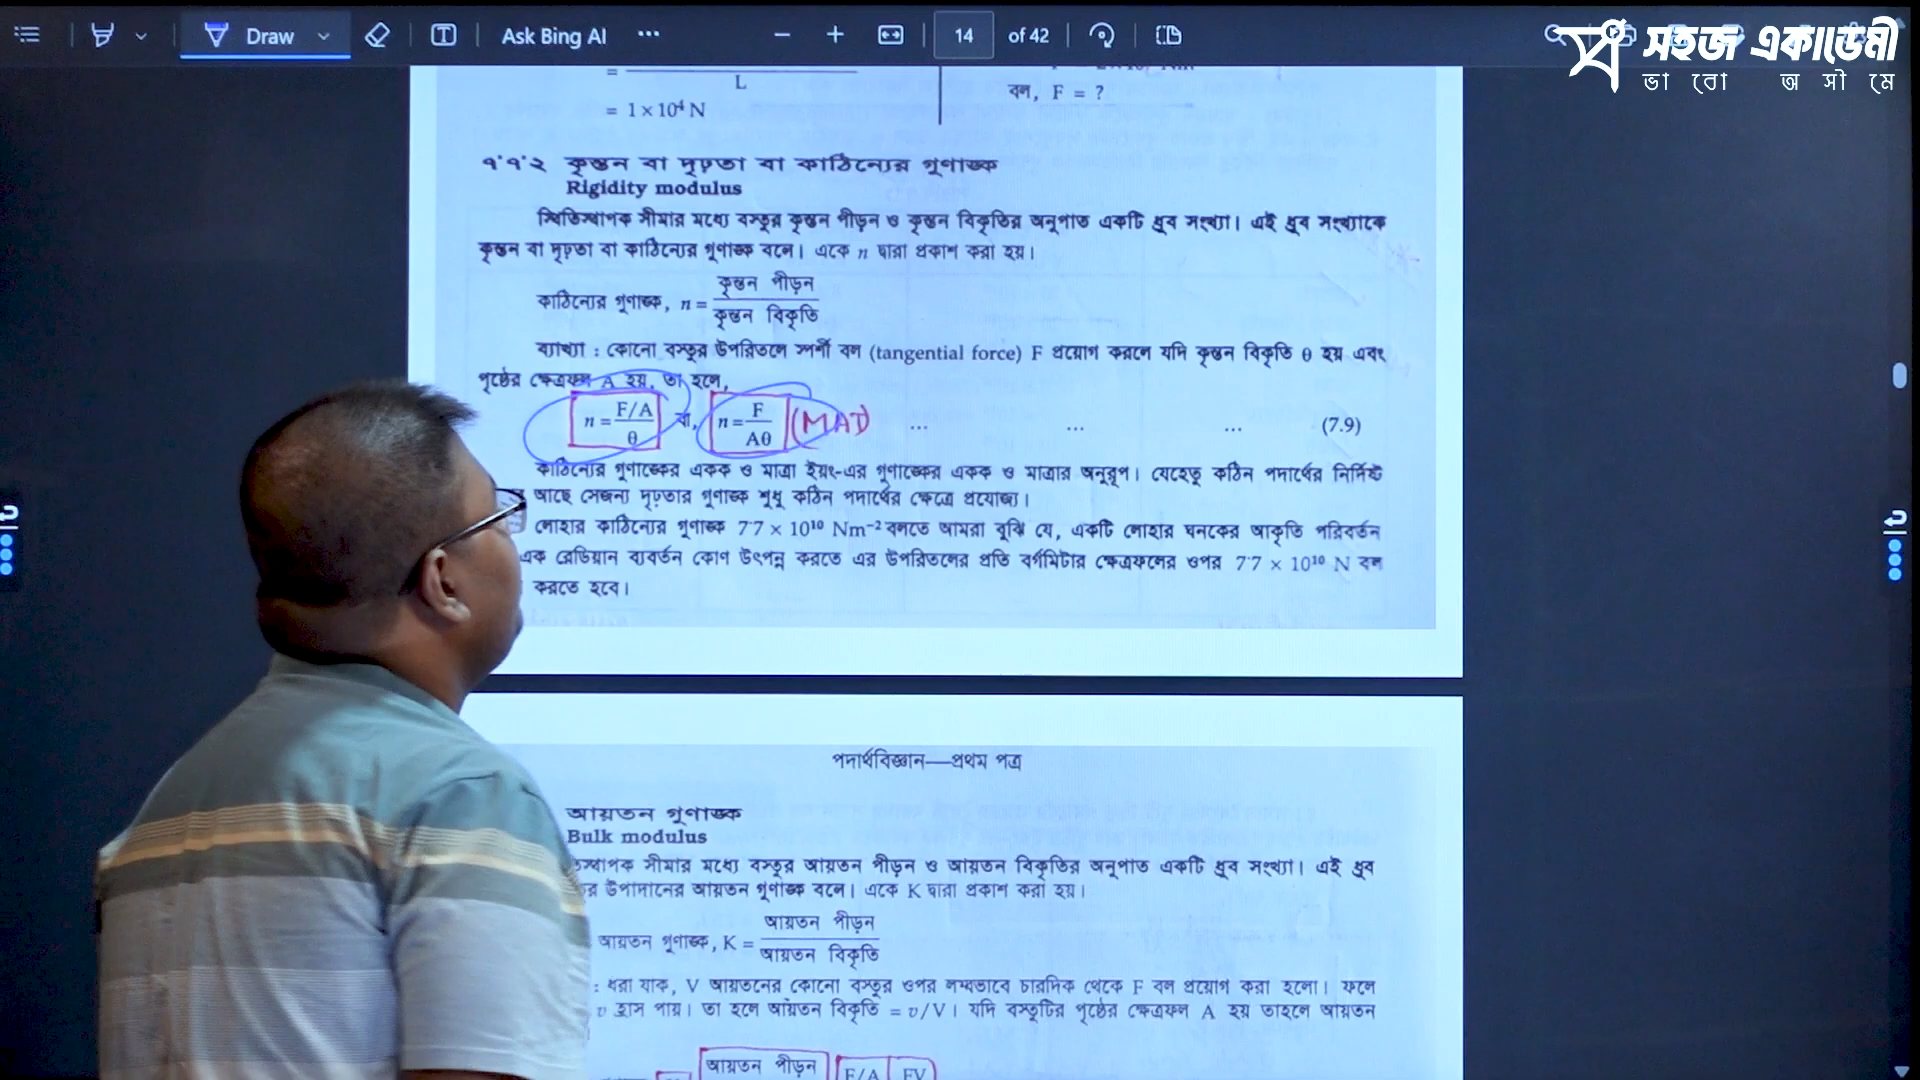 Draw
Ask Bing AI
14 of 42
সহজ একাডেমী
ভাবো অসীমে
L
= 1 × 10⁴ N
বল, F = ?
৭·৭·২ কৃন্তন বা দৃঢ়তা বা কাঠিন্যের গুণাঙ্ক
Rigidity modulus
স্থিতিস্থাপক সীমার মধ্যে বস্তুর কৃন্তন পীড়ন ও কৃন্তন বিকৃতির অনুপাত একটি ধ্রুব সংখ্যা। এই ধ্রুব সংখ্যাকে
কৃন্তন বা দৃঢ়তা বা কাঠিন্যের গুণাঙ্ক বলে। একে n দ্বারা প্রকাশ করা হয়।
কাঠিন্যের গুণাঙ্ক, n = কৃন্তন পীড়ন / কৃন্তন বিকৃতি
ব্যাখ্যা : কোনো বস্তুর উপরিতলে স্পর্শী বল (tangential force) F প্রয়োগ করলে যদি কৃন্তন বিকৃতি θ হয় এবং
পৃষ্ঠের ক্ষেত্রফল A হয়, তা হলে,
n = F/A / θ বা, n = F / Aθ (MAT) ... ... ... (7.9)
কাঠিন্যের গুণাঙ্কের একক ও মাত্রা ইয়ং-এর গুণাঙ্কের একক ও মাত্রার অনুরূপ। যেহেতু কঠিন পদার্থের নির্দিষ্ট
আছে সেজন্য দৃঢ়তার গুণাঙ্ক শুধু কঠিন পদার্থের ক্ষেত্রে প্রযোজ্য।
লোহার কাঠিন্যের গুণাঙ্ক 7·7 × 10¹⁰ Nm⁻² বলতে আমরা বুঝি যে, একটি লোহার ঘনকের আকৃতি পরিবর্তন
এক রেডিয়ান ব্যবর্তন কোণ উৎপন্ন করতে এর উপরিতলের প্রতি বর্গমিটার ক্ষেত্রফলের ওপর 7·7 × 10¹⁰ N বল
করতে হবে।
পদার্থবিজ্ঞান—প্রথম পত্র
আয়তন গুণাঙ্ক
Bulk modulus
স্থাপক সীমার মধ্যে বস্তুর আয়তন পীড়ন ও আয়তন বিকৃতির অনুপাত একটি ধ্রুব সংখ্যা। এই ধ্রুব
উপাদানের আয়তন গুণাঙ্ক বলে। একে K দ্বারা প্রকাশ করা হয়।
আয়তন গুণাঙ্ক, K = আয়তন পীড়ন / আয়তন বিকৃতি
: ধরা যাক, V আয়তনের কোনো বস্তুর ওপর লম্বভাবে চারদিক থেকে F বল প্রয়োগ করা হলো। ফলে
v হ্রাস পায়। তা হলে আয়তন বিকৃতি = v/V। যদি বস্তুটির পৃষ্ঠের ক্ষেত্রফল A হয় তাহলে আয়তন
আয়তন পীড়ন F/A FV